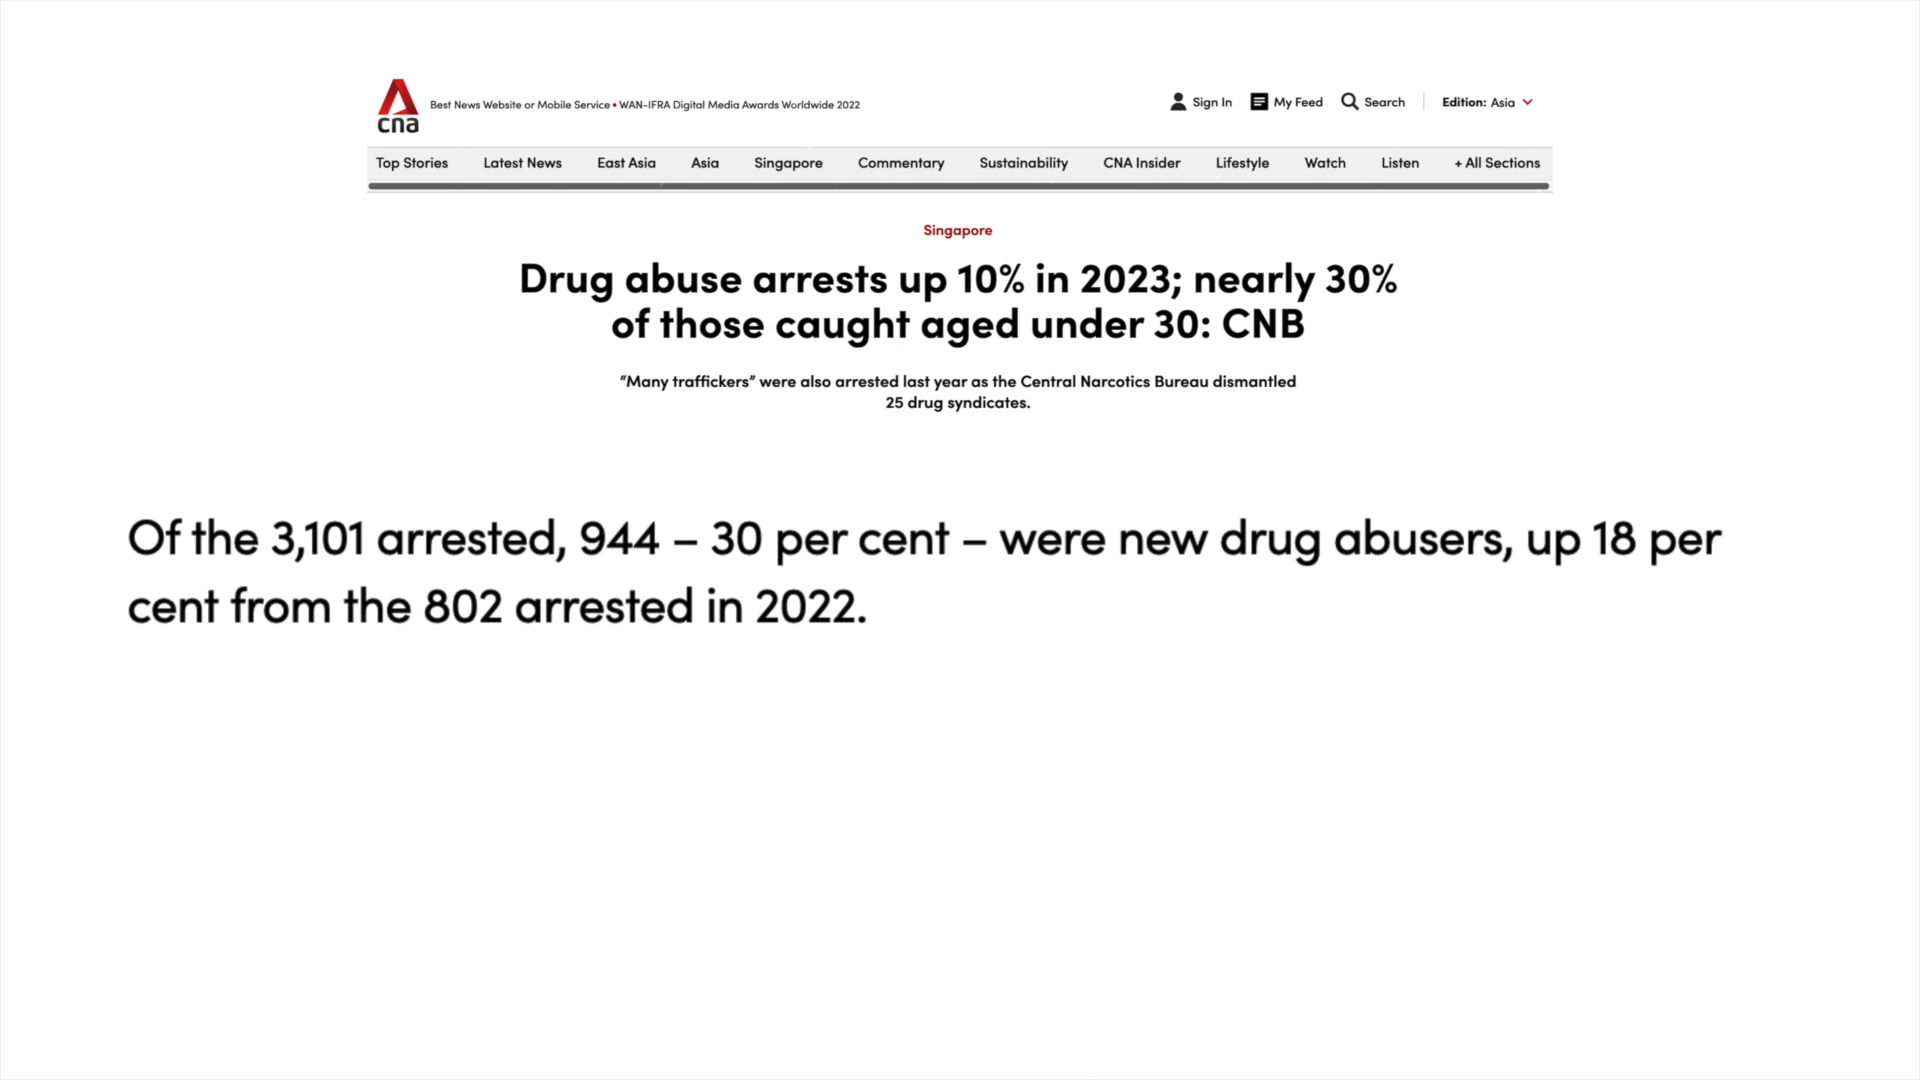 cna
Best News Website or Mobile Service • WAN-IFRA Digital Media Awards Worldwide 2022
Sign In My Feed Search Edition: Asia
Top Stories Latest News East Asia Asia Singapore Commentary Sustainability CNA Insider Lifestyle Watch Listen + All Sections
Singapore
Drug abuse arrests up 10% in 2023; nearly 30%
of those caught aged under 30: CNB
“Many traffickers” were also arrested last year as the Central Narcotics Bureau dismantled
25 drug syndicates.
Of the 3,101 arrested, 944 – 30 per cent – were new drug abusers, up 18 per
cent from the 802 arrested in 2022.